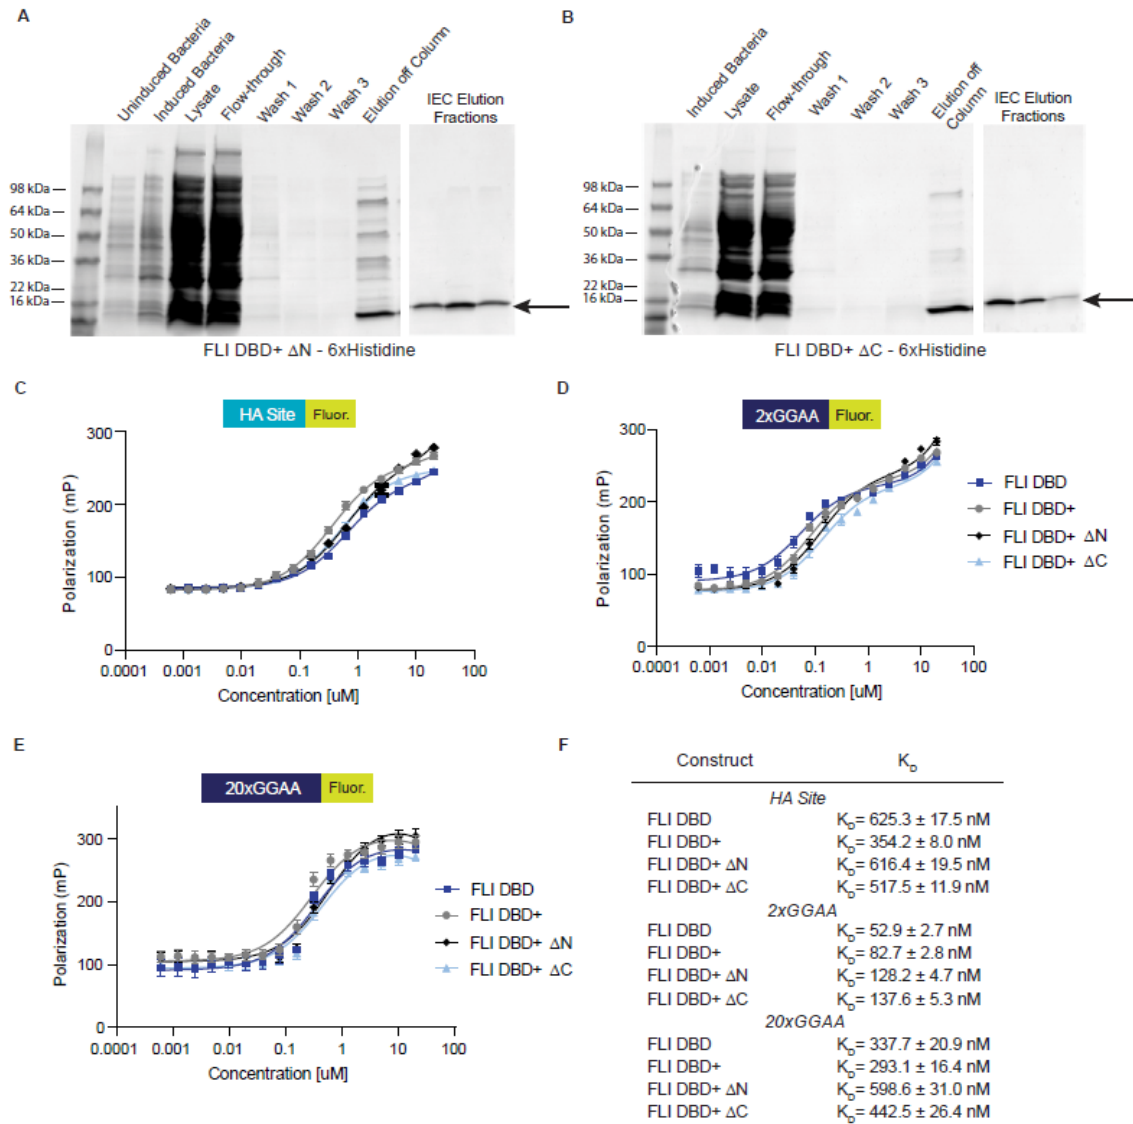 A
Uninduced Bacteria
Induced Bacteria
Lysate
Flow-through
Wash 1
Wash 2
Wash 3
Elution off Column
IEC Elution
Fractions
98 kDa
64 kDa
50 kDa
36 kDa
22 kDa
16 kDa
FLI DBD+ ΔN - 6xHistidine
B
Induced Bacteria
Lysate
Flow-through
Wash 1
Wash 2
Wash 3
Elution off
Column
IEC Elution
Fractions
98 kDa
64 kDa
50 kDa
36 kDa
22 kDa
16 kDa
FLI DBD+ ΔC - 6xHistidine
C
HA Site Fluor.
Polarization (mP)
300
200
100
0
0.0001 0.001 0.01 0.1 1 10 100
Concentration [uM]
D
2xGGAA Fluor.
Polarization (mP)
300
200
100
0
0.0001 0.001 0.01 0.1 1 10 100
Concentration [uM]
FLI DBD
FLI DBD+
FLI DBD+ ΔN
FLI DBD+ ΔC
E
20xGGAA Fluor.
Polarization (mP)
300
200
100
0
0.0001 0.001 0.01 0.1 1 10 100
Concentration [uM]
FLI DBD
FLI DBD+
FLI DBD+ ΔN
FLI DBD+ ΔC
F
Construct K_D
HA Site
FLI DBD K_D= 625.3 ± 17.5 nM
FLI DBD+ K_D= 354.2 ± 8.0 nM
FLI DBD+ ΔN K_D= 616.4 ± 19.5 nM
FLI DBD+ ΔC K_D= 517.5 ± 11.9 nM
2xGGAA
FLI DBD K_D= 52.9 ± 2.7 nM
FLI DBD+ K_D= 82.7 ± 2.8 nM
FLI DBD+ ΔN K_D= 128.2 ± 4.7 nM
FLI DBD+ ΔC K_D= 137.6 ± 5.3 nM
20xGGAA
FLI DBD K_D= 337.7 ± 20.9 nM
FLI DBD+ K_D= 293.1 ± 16.4 nM
FLI DBD+ ΔN K_D= 598.6 ± 31.0 nM
FLI DBD+ ΔC K_D= 442.5 ± 26.4 nM